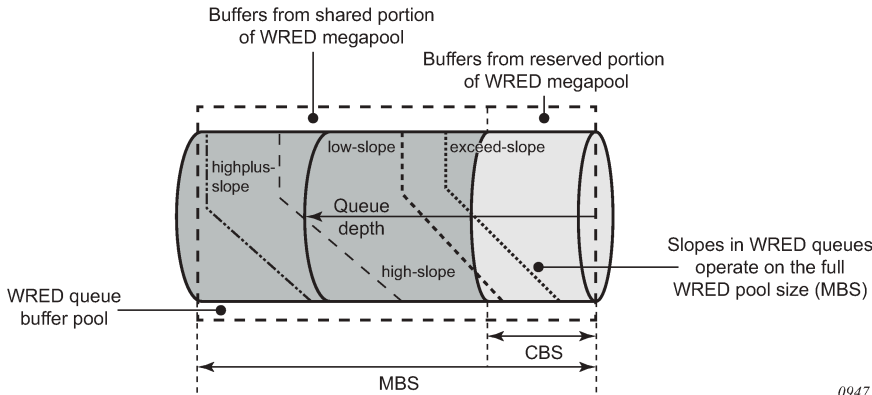 Buffers from shared portion
of WRED megapool
Buffers from reserved portion
of WRED megapool
low-slope
exceed-slope
highplus-
slope
Queue
depth
high-slope
Slopes in WRED queues
operate on the full
WRED pool size (MBS)
WRED queue
buffer pool
CBS
MBS
0947